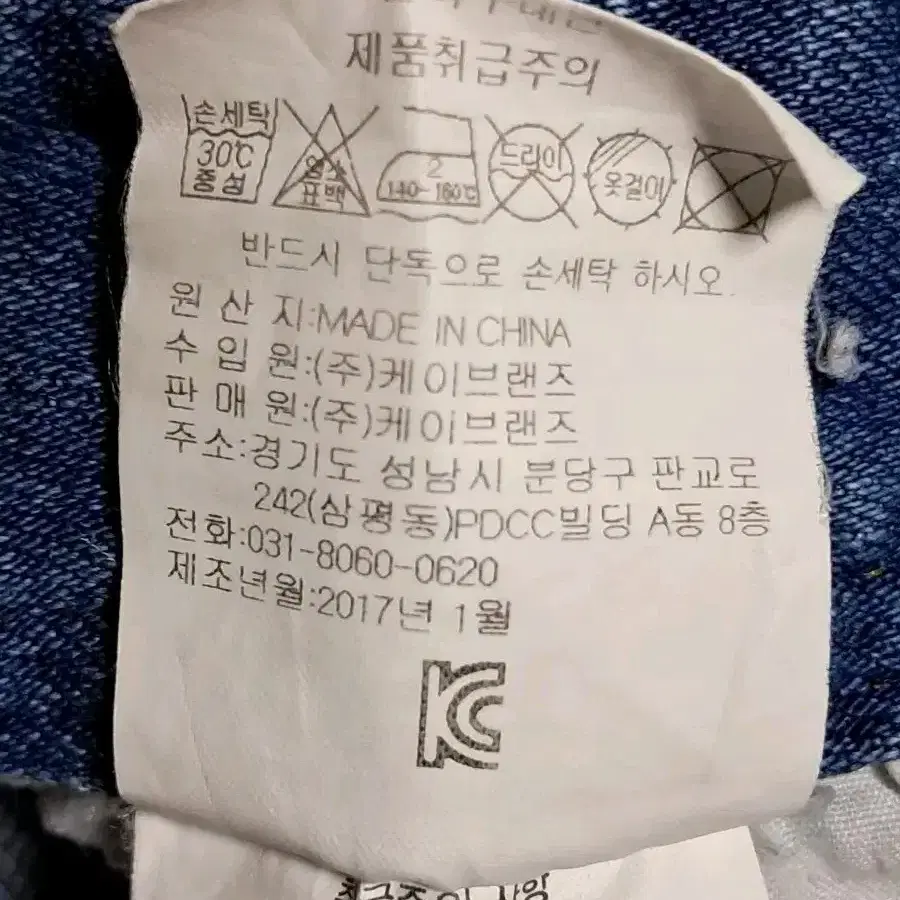 제품취급주의
손세탁 30℃ 중성
염소 표백
2 140~160℃
드라이
옷걸이
반드시 단독으로 손세탁 하시오.
원 산 지:MADE IN CHINA
수 입 원:(주)케이브랜즈
판 매 원:(주)케이브랜즈
주소:경기도 성남시 분당구 판교로
242(삼평동)PDCC빌딩 A동 8층
전화:031-8060-0620
제조년월:2017년 1월
KC